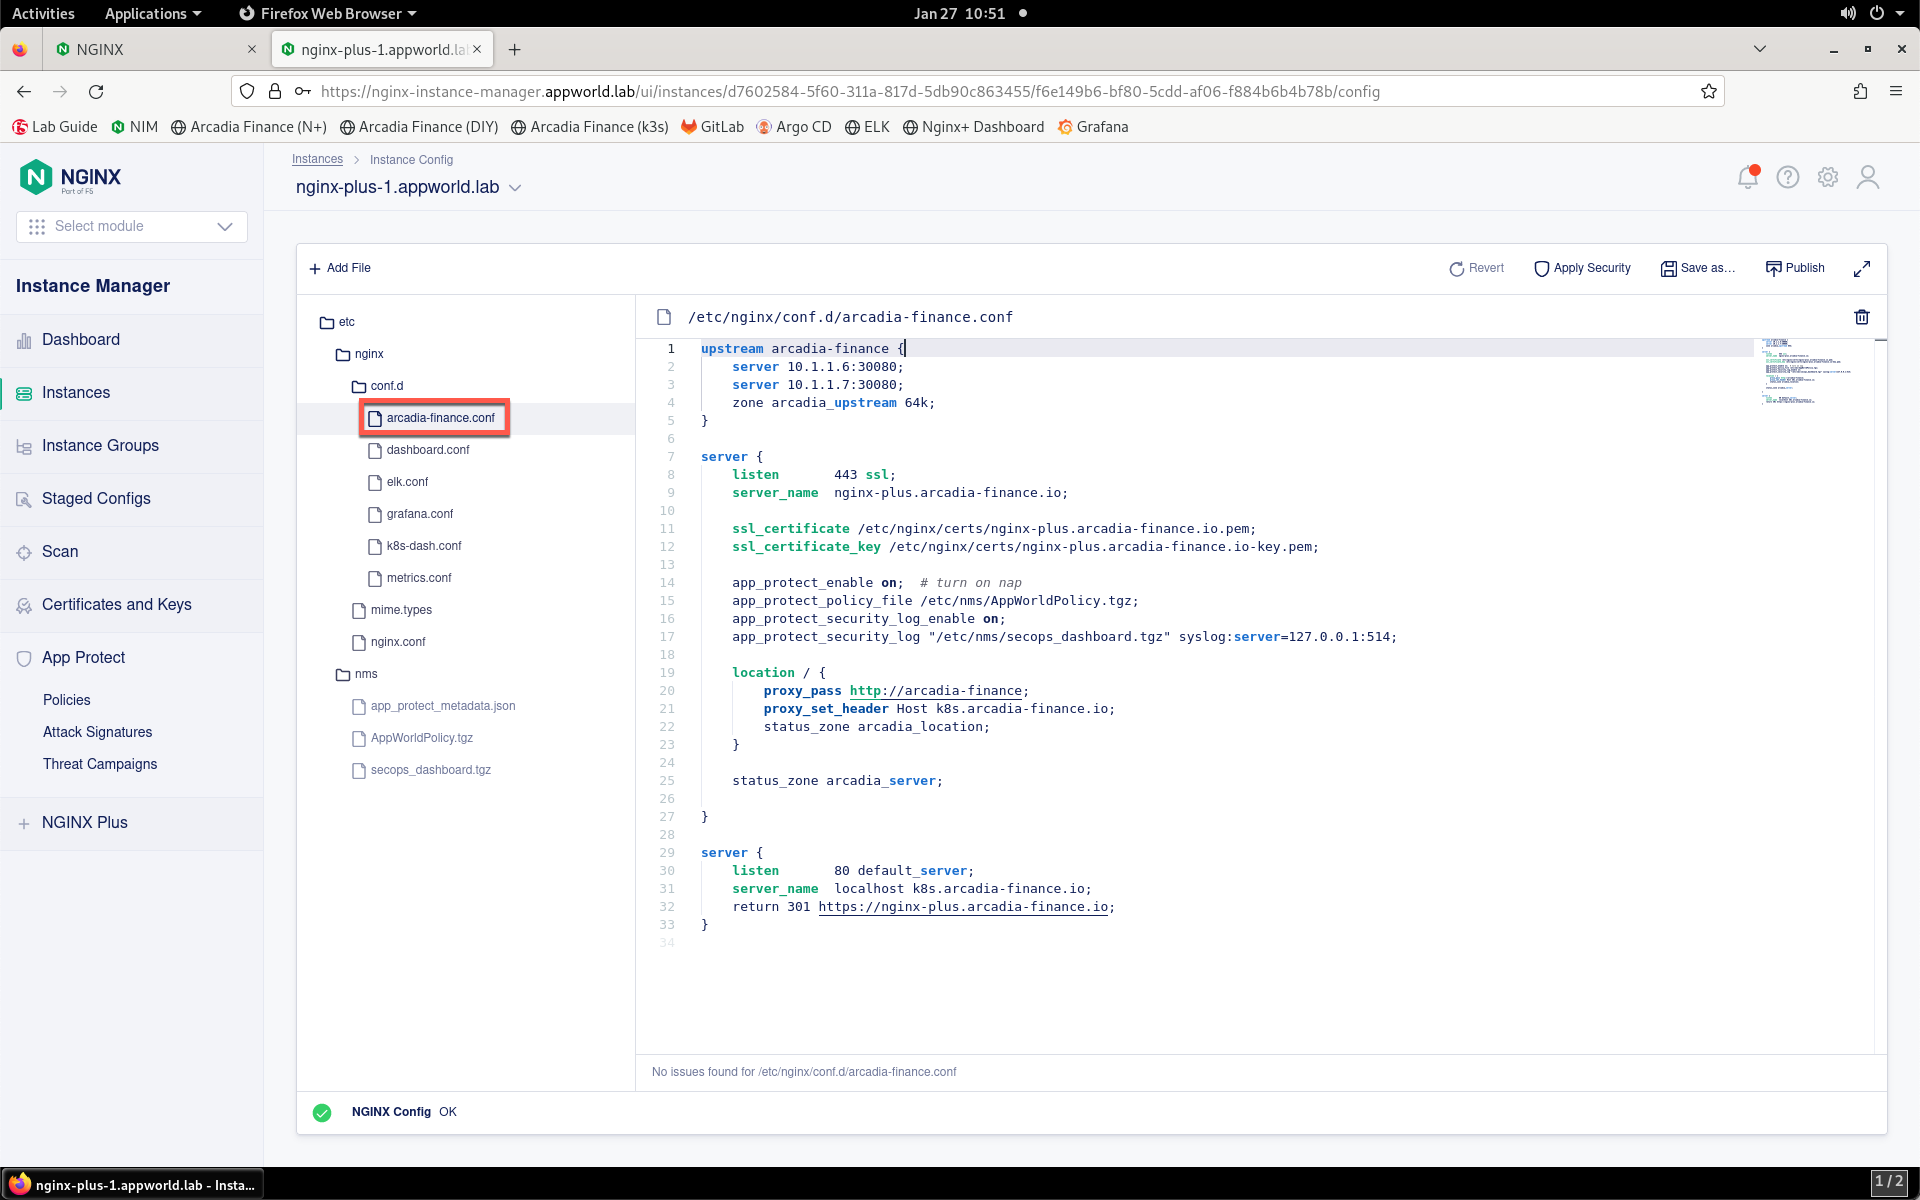 Activities Applications Firefox Web Browser Jan 27 10:51
NGINX nginx-plus-1.appworld.la
https://nginx-instance-manager.appworld.lab/ui/instances/d7602584-5f60-311a-817d-5db90c863455/f6e149b6-bf80-5cdd-af06-f884b6b4b78b/config
Lab Guide NIM Arcadia Finance (N+) Arcadia Finance (DIY) Arcadia Finance (k3s) GitLab Argo CD ELK Nginx+ Dashboard Grafana
NGINX
Part of F5
Select module
Instance Manager
Dashboard
Instances
Instance Groups
Staged Configs
Scan
Certificates and Keys
App Protect
Policies
Attack Signatures
Threat Campaigns
NGINX Plus
Instances > Instance Config
nginx-plus-1.appworld.lab
Add File Revert Apply Security Save as... Publish
etc
nginx
conf.d
arcadia-finance.conf
dashboard.conf
elk.conf
grafana.conf
k8s-dash.conf
metrics.conf
mime.types
nginx.conf
nms
app_protect_metadata.json
AppWorldPolicy.tgz
secops_dashboard.tgz
/etc/nginx/conf.d/arcadia-finance.conf
1 upstream arcadia-finance {
2 server 10.1.1.6:30080;
3 server 10.1.1.7:30080;
4 zone arcadia_upstream 64k;
5 }
6
7 server {
8 listen 443 ssl;
9 server_name nginx-plus.arcadia-finance.io;
10
11 ssl_certificate /etc/nginx/certs/nginx-plus.arcadia-finance.io.pem;
12 ssl_certificate_key /etc/nginx/certs/nginx-plus.arcadia-finance.io-key.pem;
13
14 app_protect_enable on; # turn on nap
15 app_protect_policy_file /etc/nms/AppWorldPolicy.tgz;
16 app_protect_security_log_enable on;
17 app_protect_security_log "/etc/nms/secops_dashboard.tgz" syslog:server=127.0.0.1:514;
18
19 location / {
20 proxy_pass http://arcadia-finance;
21 proxy_set_header Host k8s.arcadia-finance.io;
22 status_zone arcadia_location;
23 }
24
25 status_zone arcadia_server;
26
27 }
28
29 server {
30 listen 80 default_server;
31 server_name localhost k8s.arcadia-finance.io;
32 return 301 https://nginx-plus.arcadia-finance.io;
33 }
34
No issues found for /etc/nginx/conf.d/arcadia-finance.conf
NGINX Config OK
nginx-plus-1.appworld.lab - Insta...
1 / 2